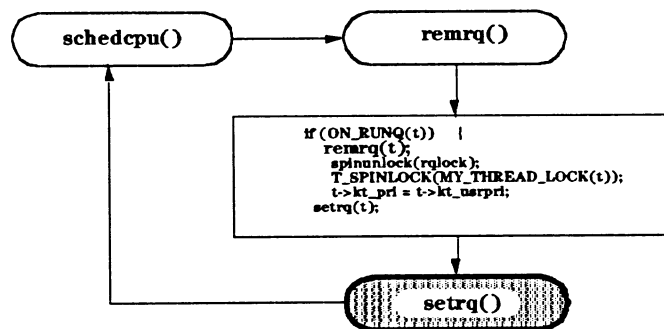 schedcpu()
remrq()
if (ON_RUNQ(t)) {
remrq(t);
spinunlock(rqlock);
T_SPINLOCK(MY_THREAD_LOCK(t));
t->kt_pri = t->kt_usrpri;
setrq(t);
setrq()